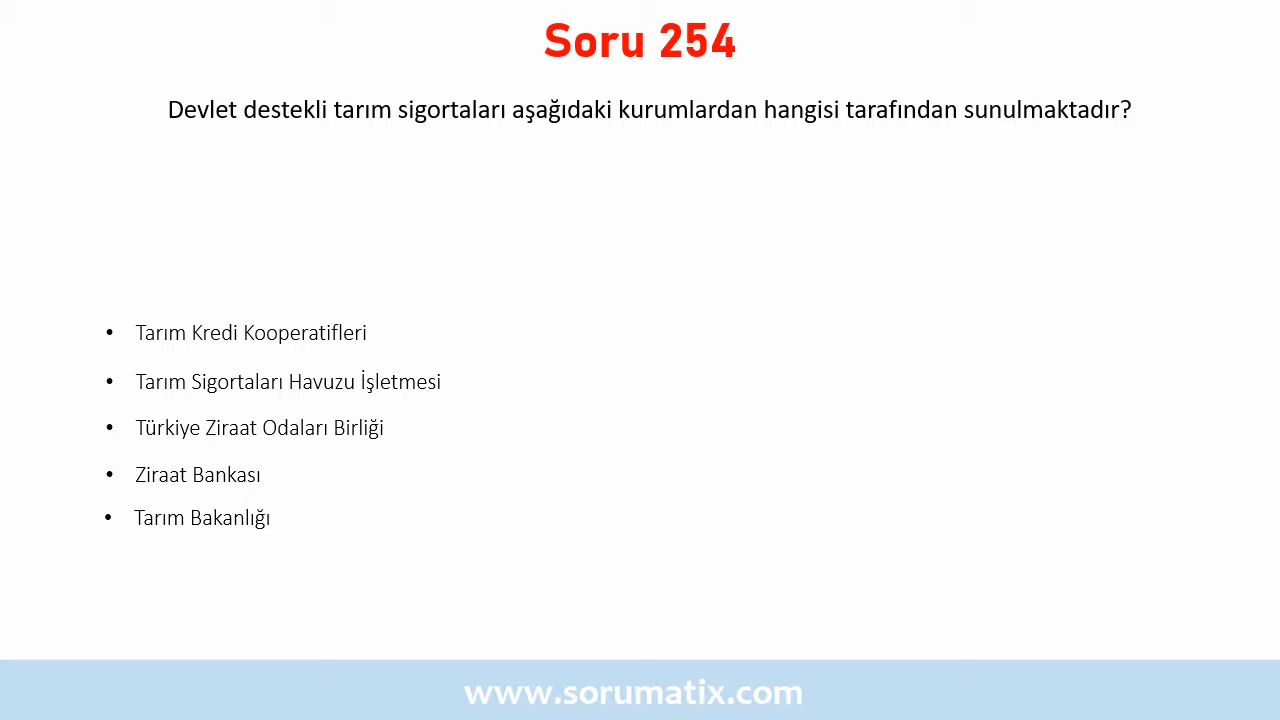 Soru 254
Devlet destekli tarım sigortaları aşağıdaki kurumlardan hangisi tarafından sunulmaktadır?
• Tarım Kredi Kooperatifleri
• Tarım Sigortaları Havuzu İşletmesi
• Türkiye Ziraat Odaları Birliği
• Ziraat Bankası
• Tarım Bakanlığı
www.sorumatix.com